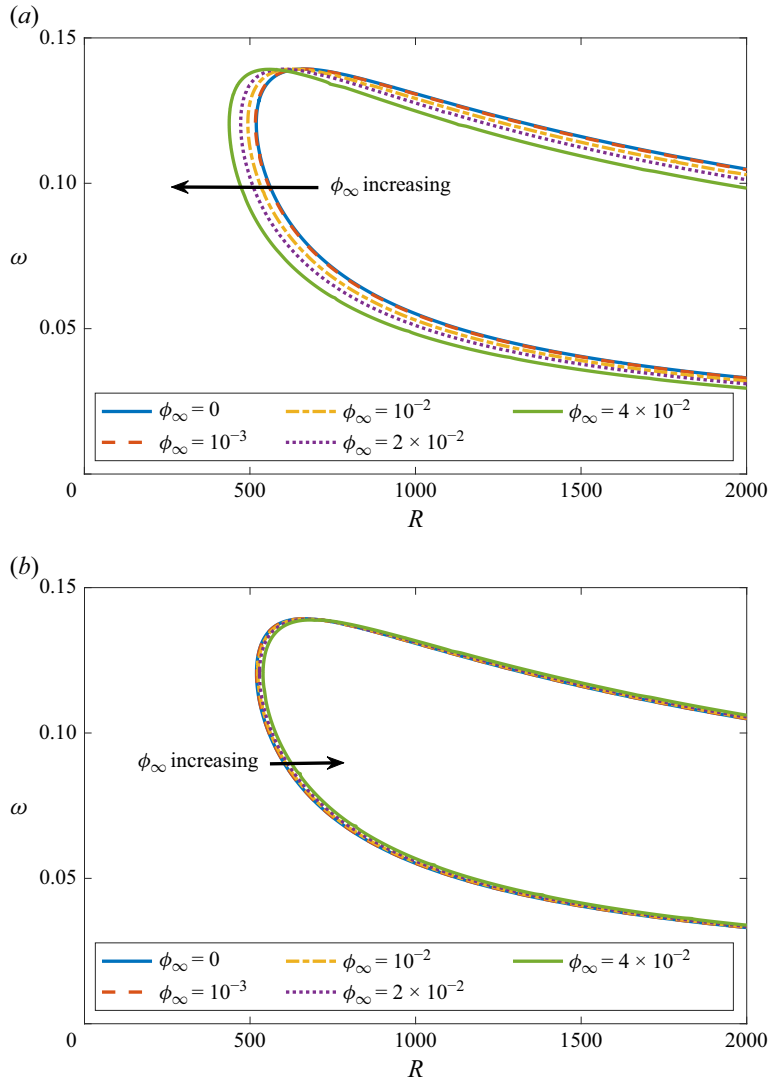 (a)
0.15
0.10
ω
0.05
0
ϕ∞ increasing
ϕ∞ = 0
ϕ∞ = 10⁻²
ϕ∞ = 4 × 10⁻²
ϕ∞ = 10⁻³
ϕ∞ = 2 × 10⁻²
500
1000
1500
2000
R
(b)
0.15
0.10
ϕ∞ increasing
ω
0.05
ϕ∞ = 0
ϕ∞ = 10⁻²
ϕ∞ = 4 × 10⁻²
ϕ∞ = 10⁻³
ϕ∞ = 2 × 10⁻²
0
500
1000
1500
2000
R